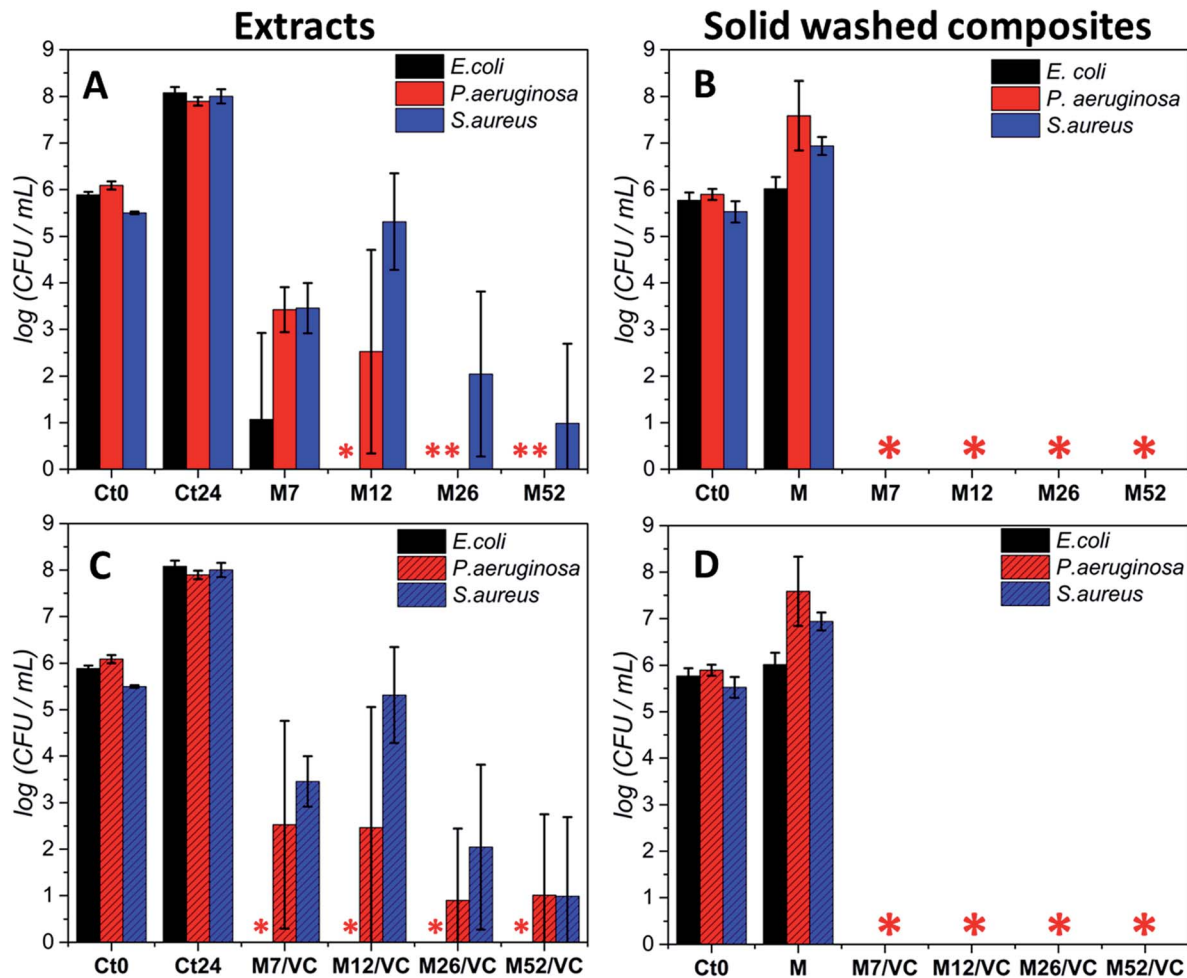 Extracts
Solid washed composites
A
E.coli
P.aeruginosa
S.aureus
log (CFU / mL)
9
8
7
6
5
4
3
2
1
0
* ** **
Ct0 Ct24 M7 M12 M26 M52
B
E. coli
P. aeruginosa
S.aureus
log (CFU / mL)
9
8
7
6
5
4
3
2
1
0
* * * *
Ct0 M M7 M12 M26 M52
C
E.coli
P.aeruginosa
S.aureus
log (CFU / mL)
9
8
7
6
5
4
3
2
1
0
* * * *
Ct0 Ct24 M7/VC M12/VC M26/VC M52/VC
D
E.coli
P.aeruginosa
S.aureus
log (CFU / mL)
9
8
7
6
5
4
3
2
1
0
* * * *
Ct0 M M7/VC M12/VC M26/VC M52/VC